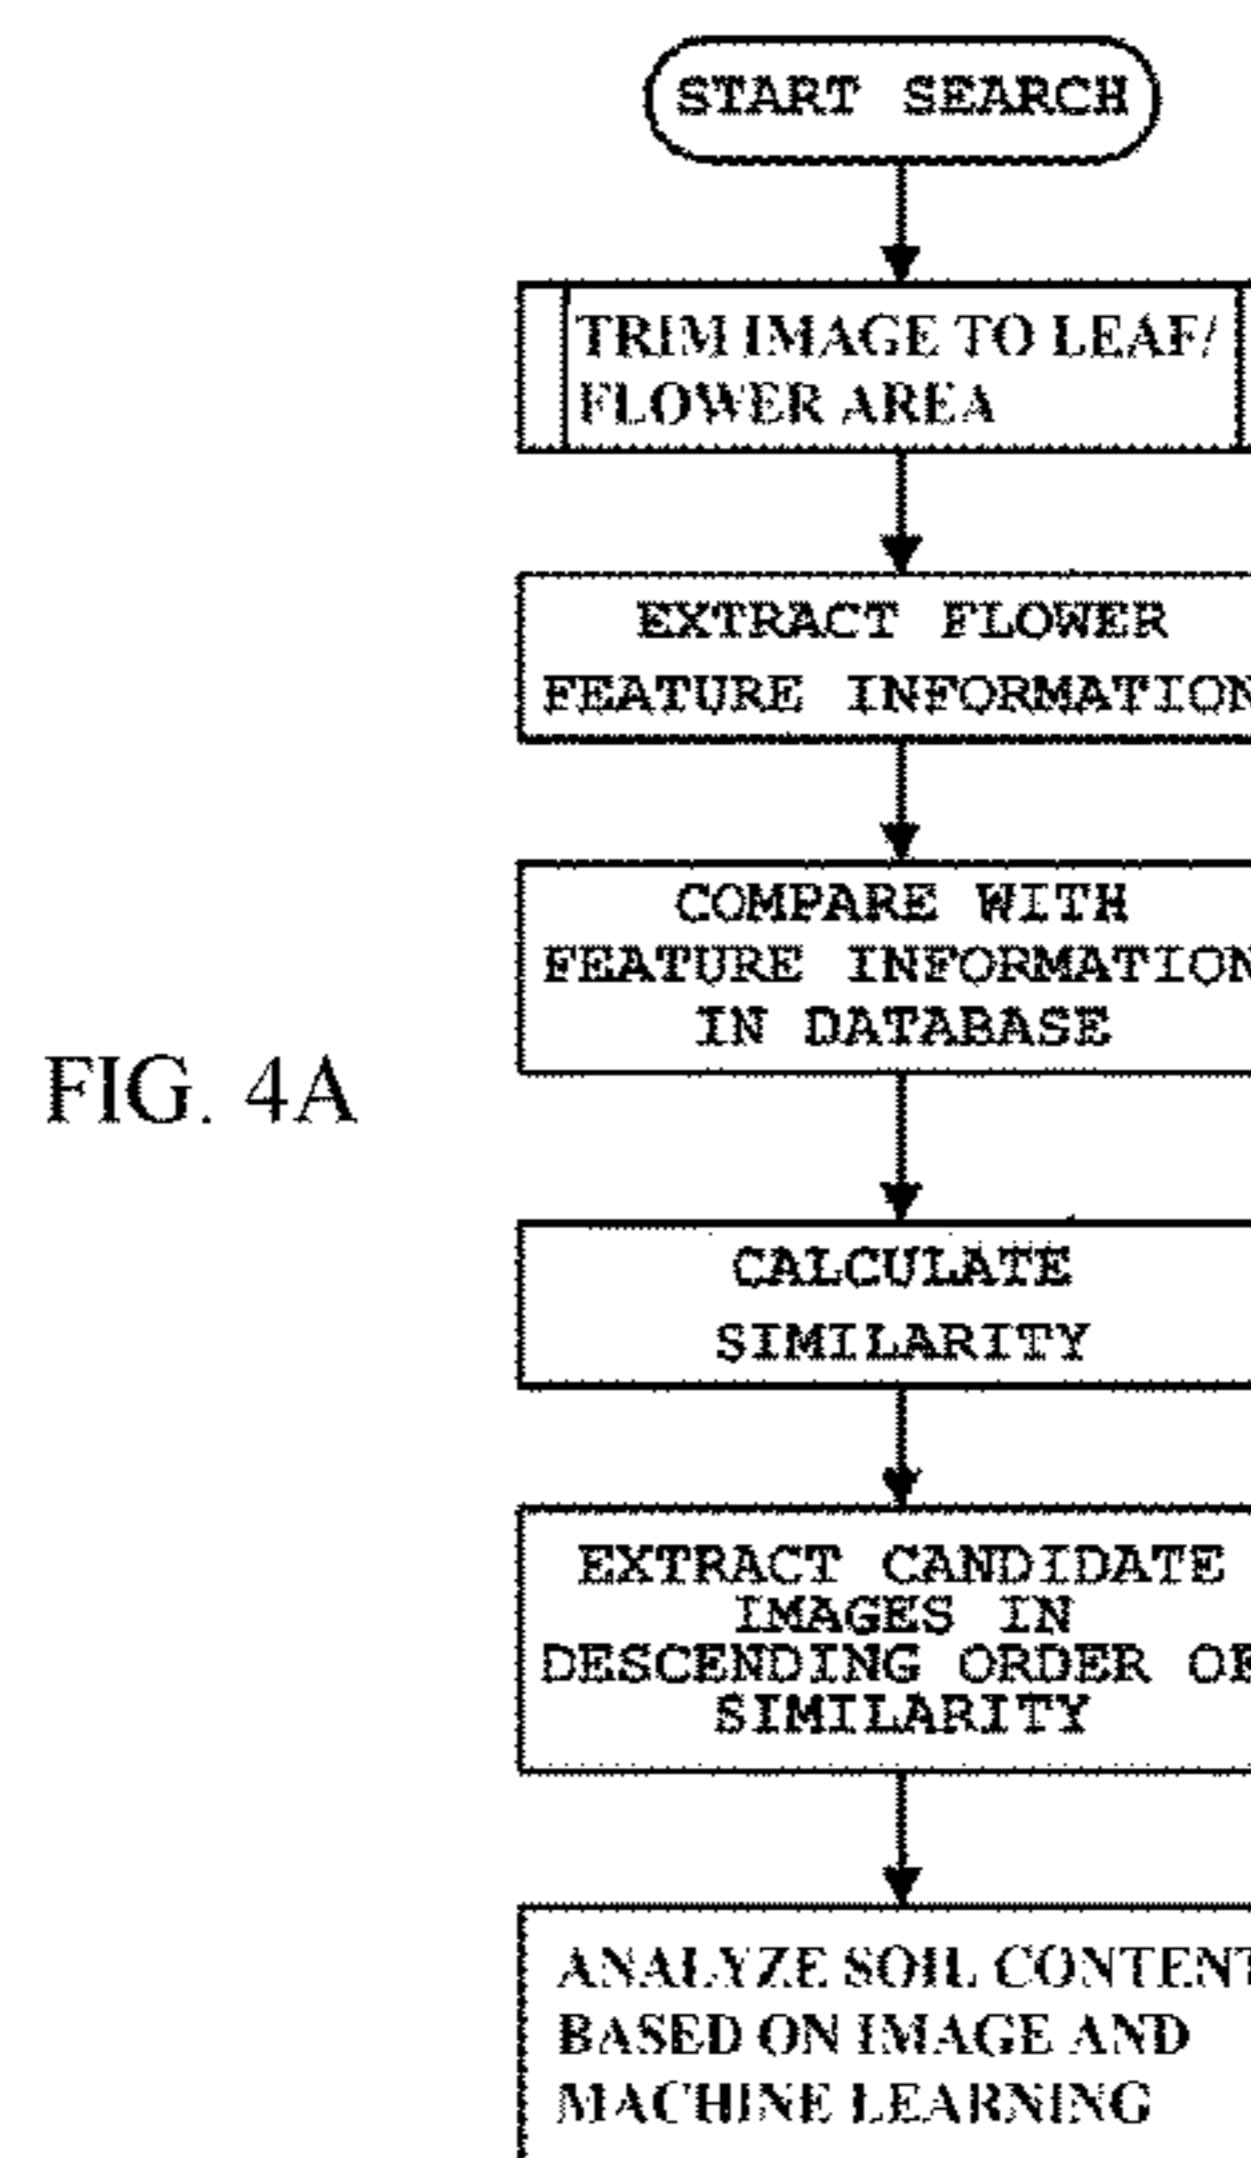 START SEARCH
TRIM IMAGE TO LEAF/
FLOWER AREA
EXTRACT FLOWER
FEATURE INFORMATION
COMPARE WITH
FEATURE INFORMATION
IN DATABASE
FIG. 4A
CALCULATE
SIMILARITY
EXTRACT CANDIDATE
IMAGES IN
DESCENDING ORDER OF
SIMILARITY
ANALYZE SOIL CONTENT
BASED ON IMAGE AND
MACHINE LEARNING